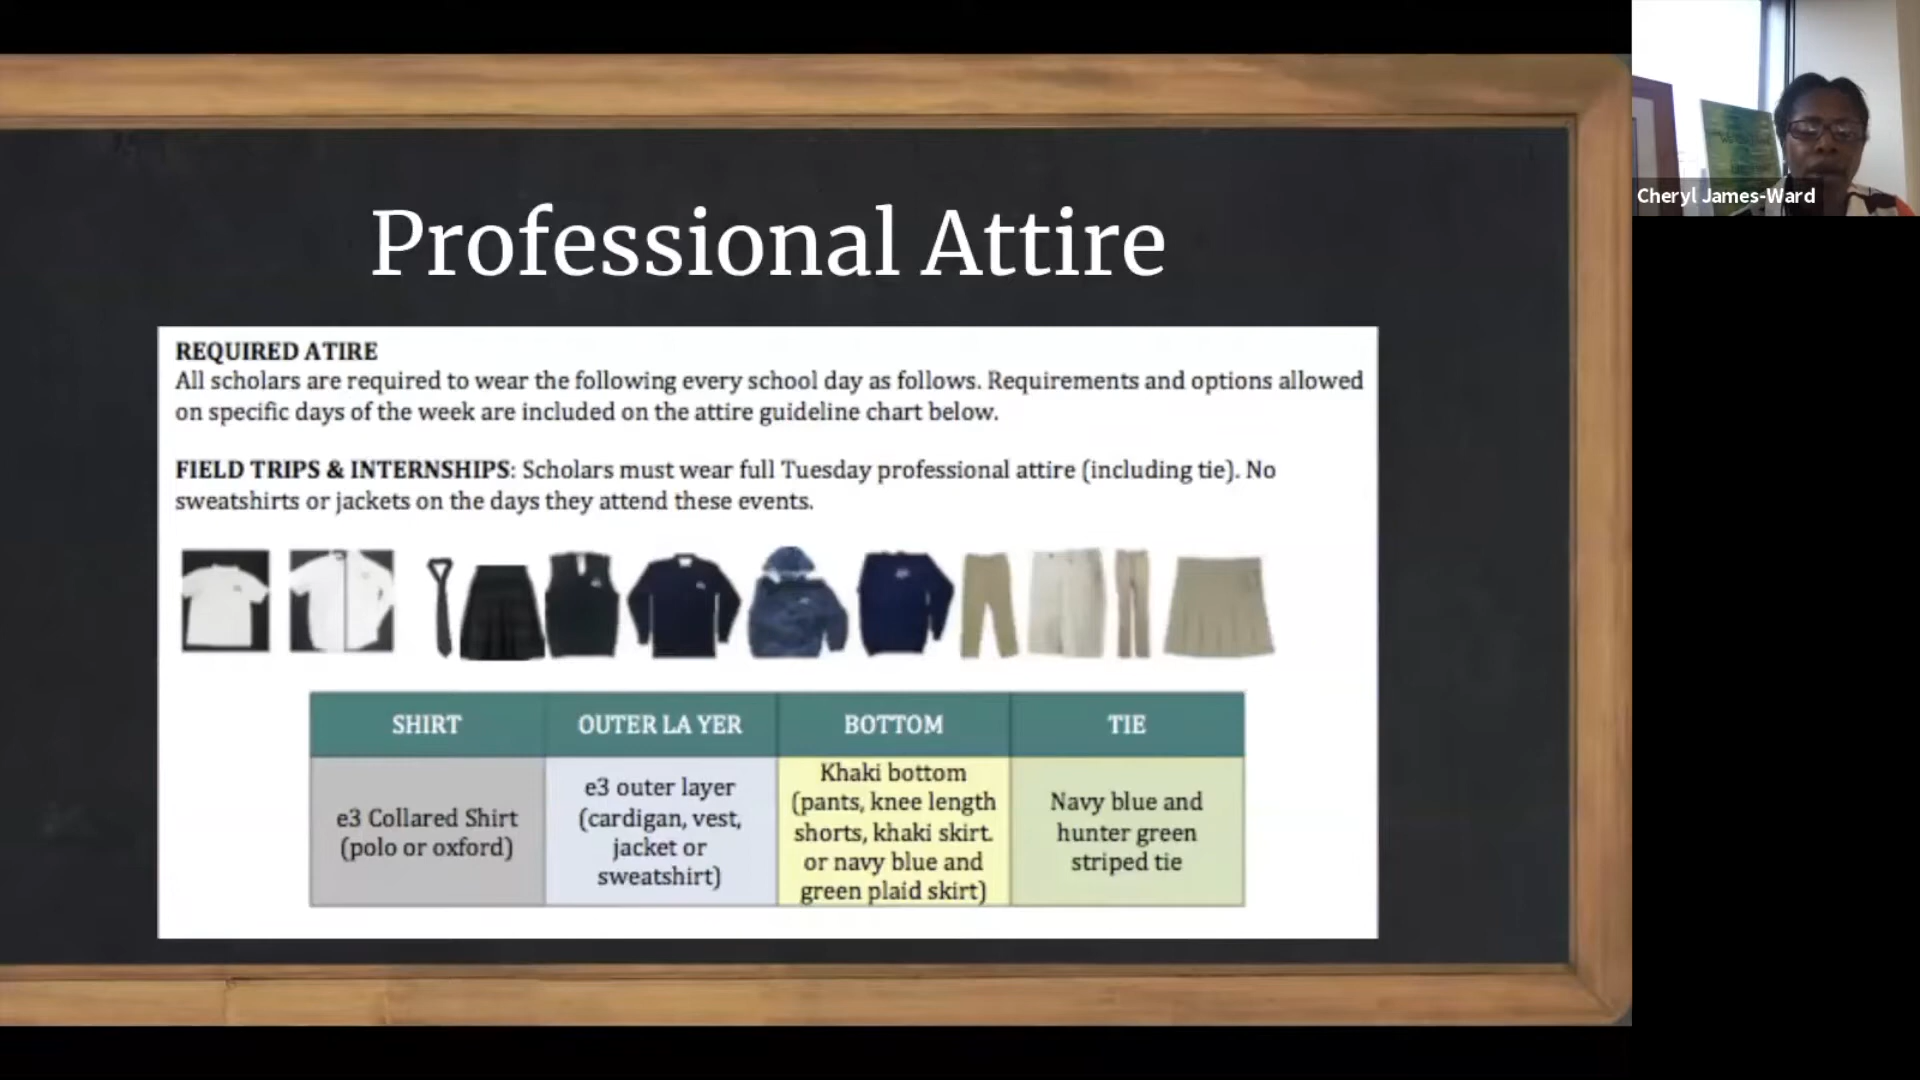 Professional Attire
Cheryl James-Ward
REQUIRED ATIRE
All scholars are required to wear the following every school day as follows. Requirements and options allowed
on specific days of the week are included on the attire guideline chart below.
FIELD TRIPS & INTERNSHIPS: Scholars must wear full Tuesday professional attire (including tie). No
sweatshirts or jackets on the days they attend these events.
SHIRT
OUTER LA YER
BOTTOM
TIE
e3 Collared Shirt
(polo or oxford)
e3 outer layer
(cardigan, vest,
jacket or
sweatshirt)
Khaki bottom
(pants, knee length
shorts, khaki skirt.
or navy blue and
green plaid skirt)
Navy blue and
hunter green
striped tie